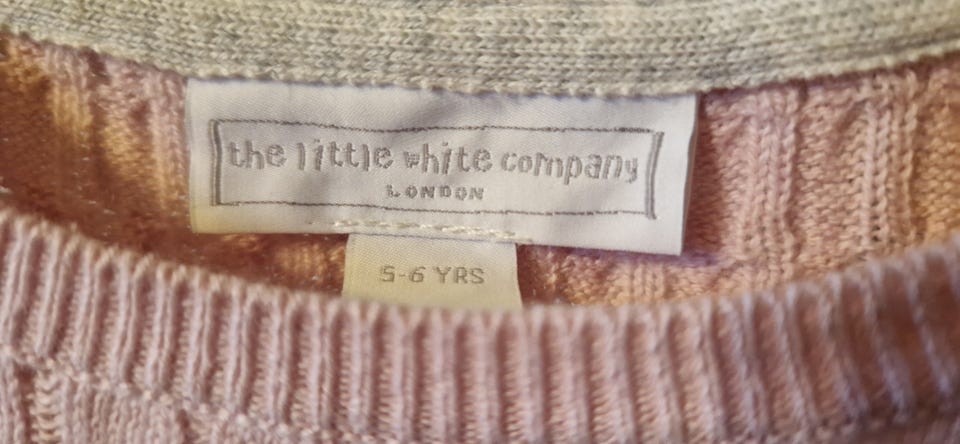 the little white company
LONDON
5-6 YRS